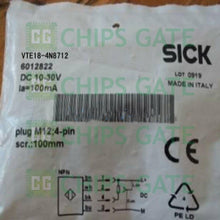 CHIPS GATE
SICK
VTE18-4N8712
6012822
DC 10-30V
Ia=100mA
LOT 0919
MADE IN ITALY
plug M12;4-pin
scr.:100mm
NPN
PE LD